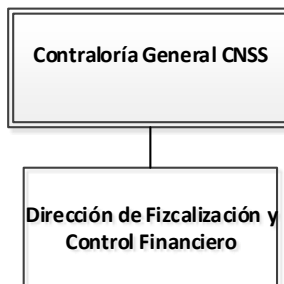 Contraloría General CNSS
Dirección de Fizcalización y
Control Financiero